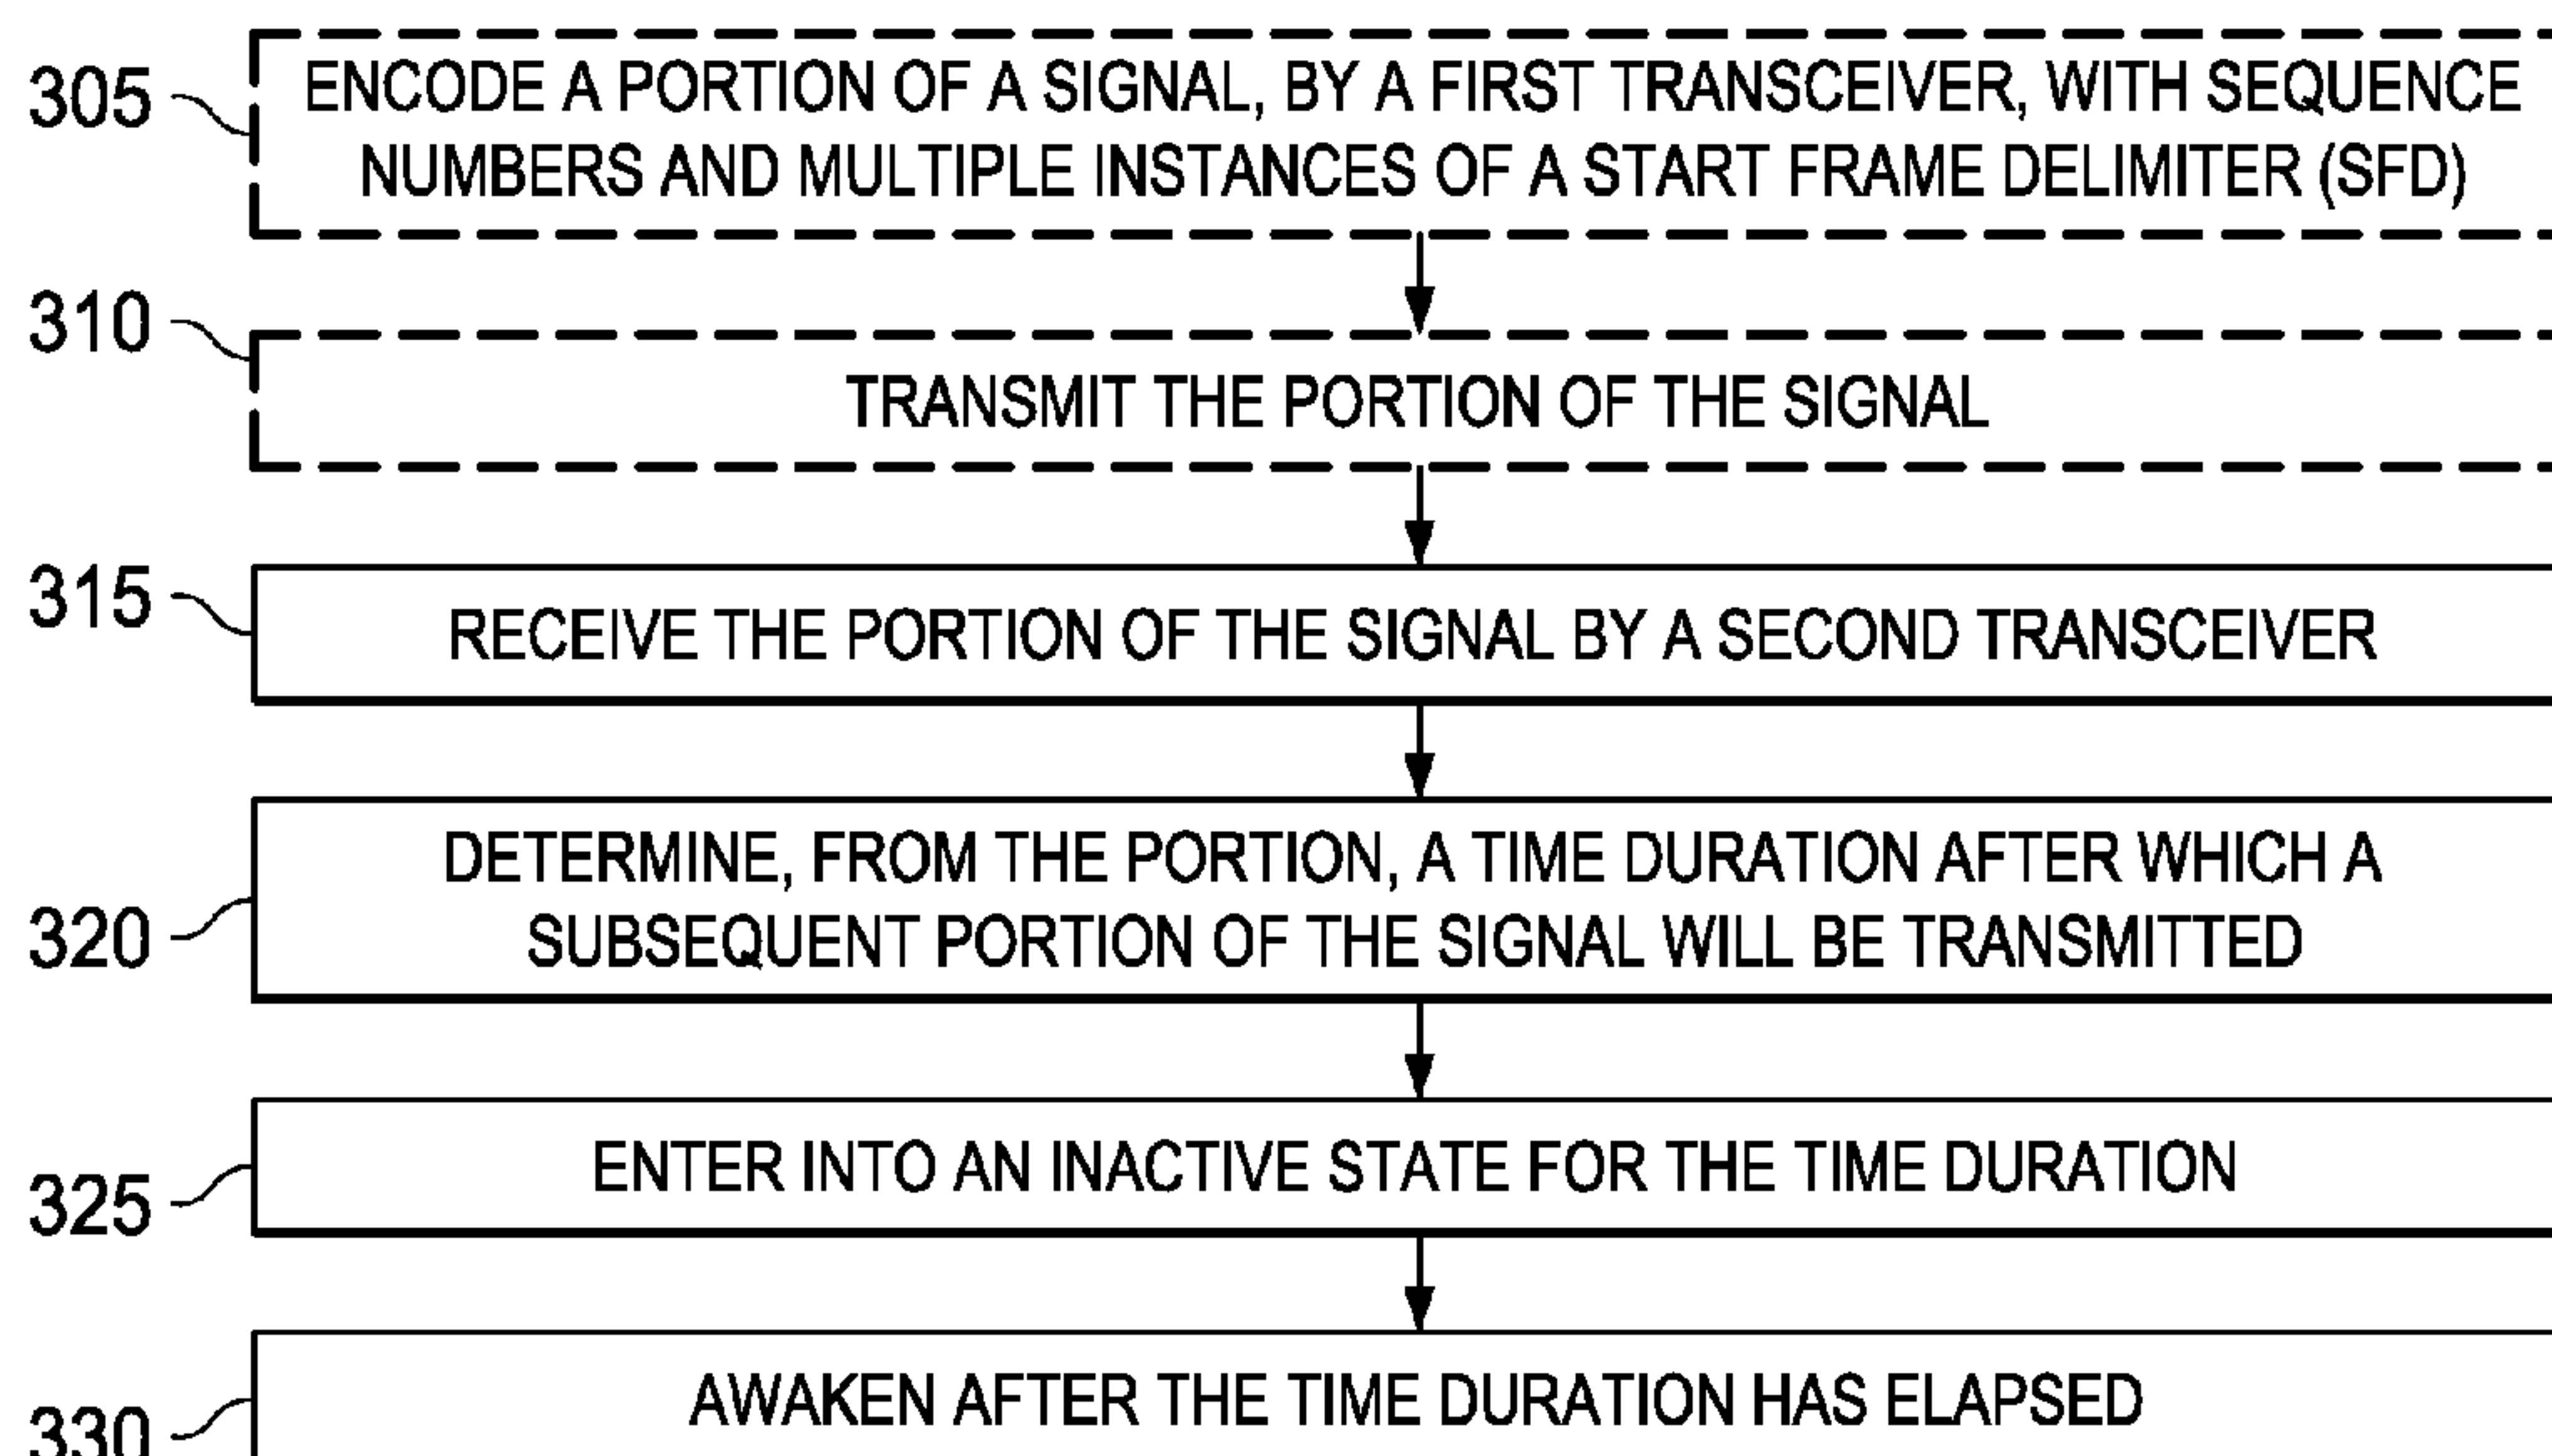 305
ENCODE A PORTION OF A SIGNAL, BY A FIRST TRANSCEIVER, WITH SEQUENCE
NUMBERS AND MULTIPLE INSTANCES OF A START FRAME DELIMITER (SFD)
310
TRANSMIT THE PORTION OF THE SIGNAL
315
RECEIVE THE PORTION OF THE SIGNAL BY A SECOND TRANSCEIVER
320
DETERMINE, FROM THE PORTION, A TIME DURATION AFTER WHICH A
SUBSEQUENT PORTION OF THE SIGNAL WILL BE TRANSMITTED
325
ENTER INTO AN INACTIVE STATE FOR THE TIME DURATION
330
AWAKEN AFTER THE TIME DURATION HAS ELAPSED